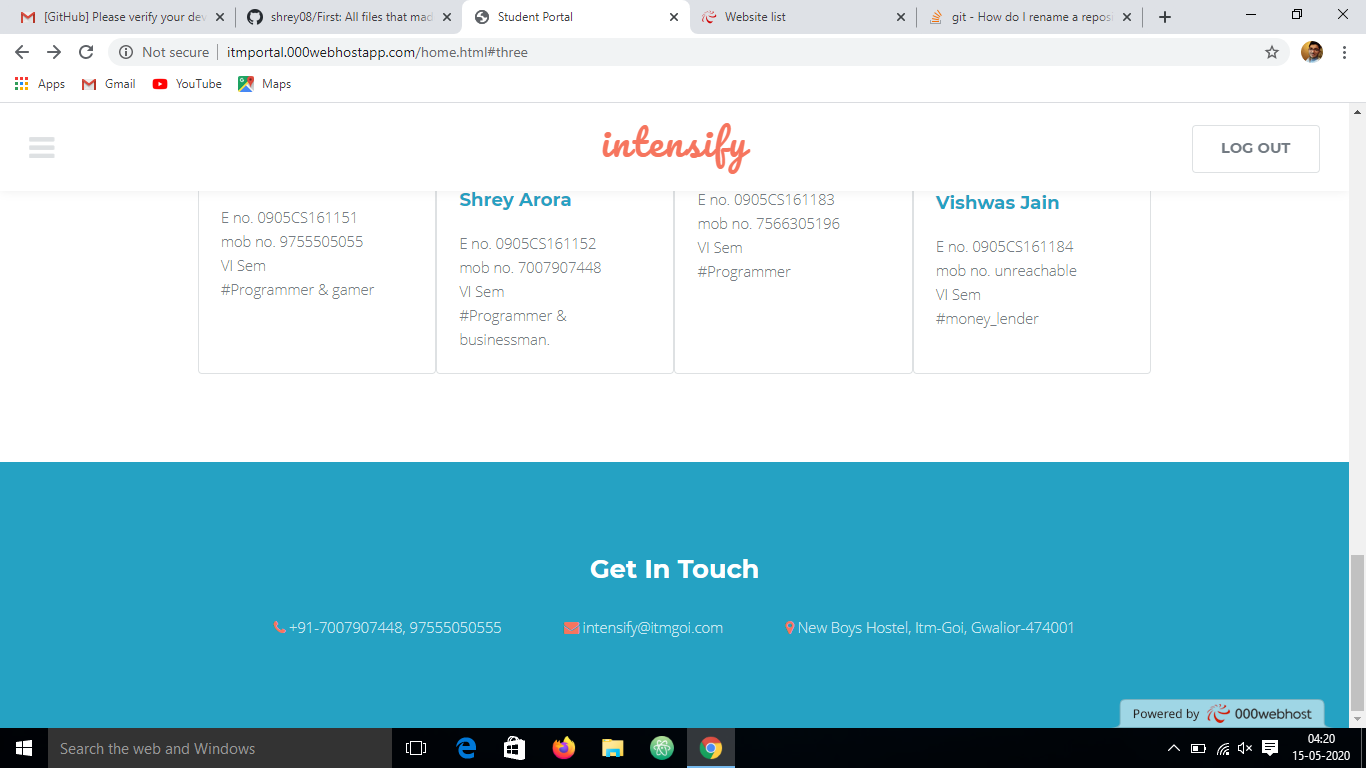 [GitHub] Please verify your dev
shrey08/First: All files that mad
Student Portal
Website list
git - How do I rename a reposi
Not secure
itmportal.000webhostapp.com/home.html#three
Apps
Gmail
YouTube
Maps
intensify
LOG OUT
E no. 0905CS161151
mob no. 9755505055
VI Sem
#Programmer & gamer
Shrey Arora
E no. 0905CS161152
mob no. 7007907448
VI Sem
#Programmer &
businessman.
E no. 0905CS161183
mob no. 7566305196
VI Sem
#Programmer
Vishwas Jain
E no. 0905CS161184
mob no. unreachable
VI Sem
#money_lender
Get In Touch
+91-7007907448, 97555050555
intensify@itmgoi.com
New Boys Hostel, Itm-Goi, Gwalior-474001
Powered by 000webhost
Search the web and Windows
04:20
15-05-2020